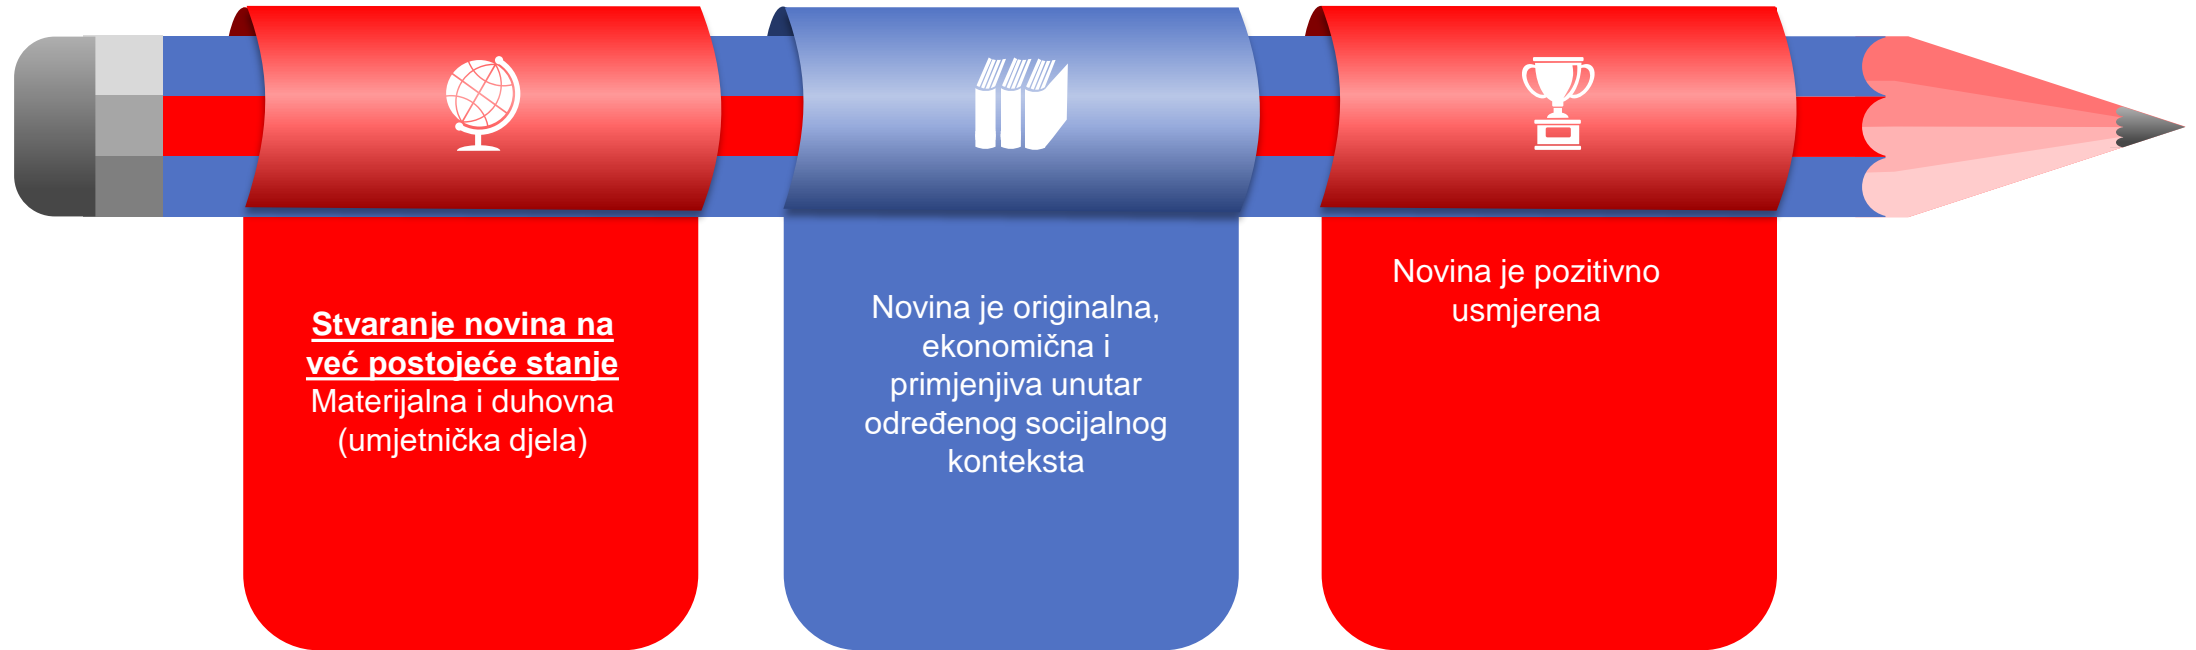 Stvaranje novina na
već postojeće stanje
Materijalna i duhovna
(umjetnička djela)
Novina je originalna,
ekonomična i
primjenjiva unutar
određenog socijalnog
konteksta
Novina je pozitivno
usmjerena